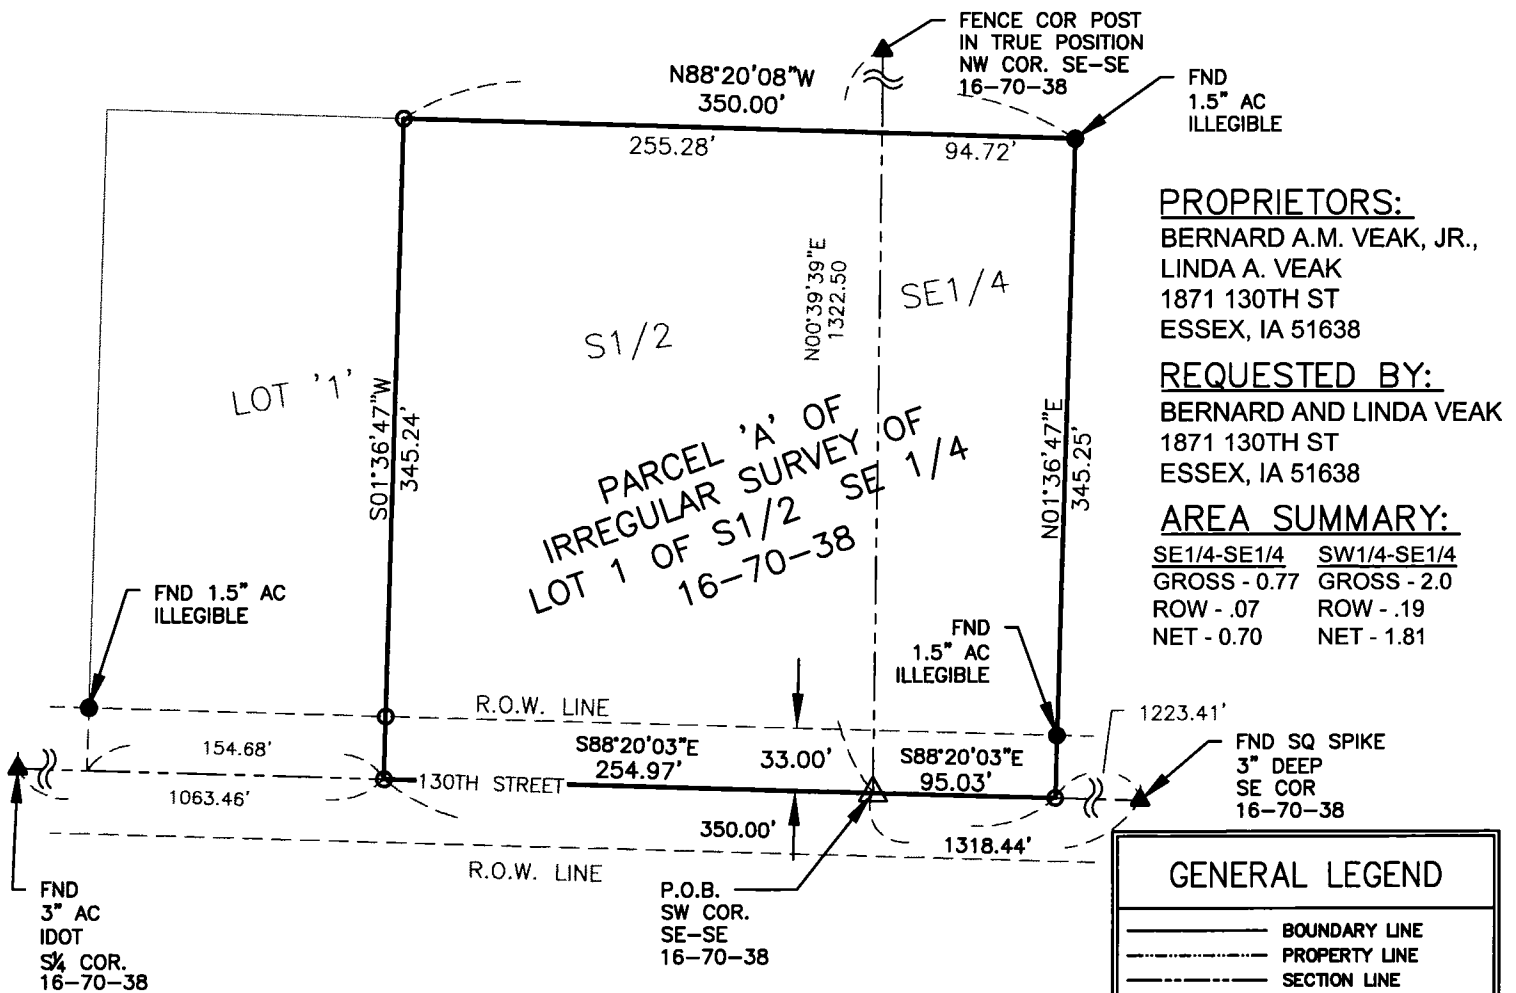 FENCE COR POST
IN TRUE POSITION
NW COR. SE-SE
16-70-38
N88°20'08"W
350.00'
FND
1.5" AC
ILLEGIBLE
255.28'
94.72'
PROPRIETORS:
BERNARD A.M. VEAK, JR.,
LINDA A. VEAK
1871 130TH ST
ESSEX, IA 51638
N00°39'39"E
1322.50
SE1/4
S1/2
LOT '1'
REQUESTED BY:
BERNARD AND LINDA VEAK
1871 130TH ST
ESSEX, IA 51638
S01°36'47"W
345.24'
PARCEL 'A' OF
IRREGULAR SURVEY OF
LOT 1 OF S1/2 SE 1/4
16-70-38
N01°36'47"E
345.25'
AREA SUMMARY:
SE1/4-SE1/4 SW1/4-SE1/4
GROSS - 0.77 GROSS - 2.0
ROW - .07 ROW - .19
NET - 0.70 NET - 1.81
FND 1.5" AC
ILLEGIBLE
FND
1.5" AC
ILLEGIBLE
R.O.W. LINE
1223.41'
154.68'
S88°20'03"E
254.97'
33.00'
S88°20'03"E
95.03'
FND SQ SPIKE
3" DEEP
SE COR
16-70-38
130TH STREET
1063.46'
350.00'
1318.44'
R.O.W. LINE
FND
3" AC
IDOT
S¼ COR.
16-70-38
P.O.B.
SW COR.
SE-SE
16-70-38
GENERAL LEGEND
BOUNDARY LINE
PROPERTY LINE
SECTION LINE